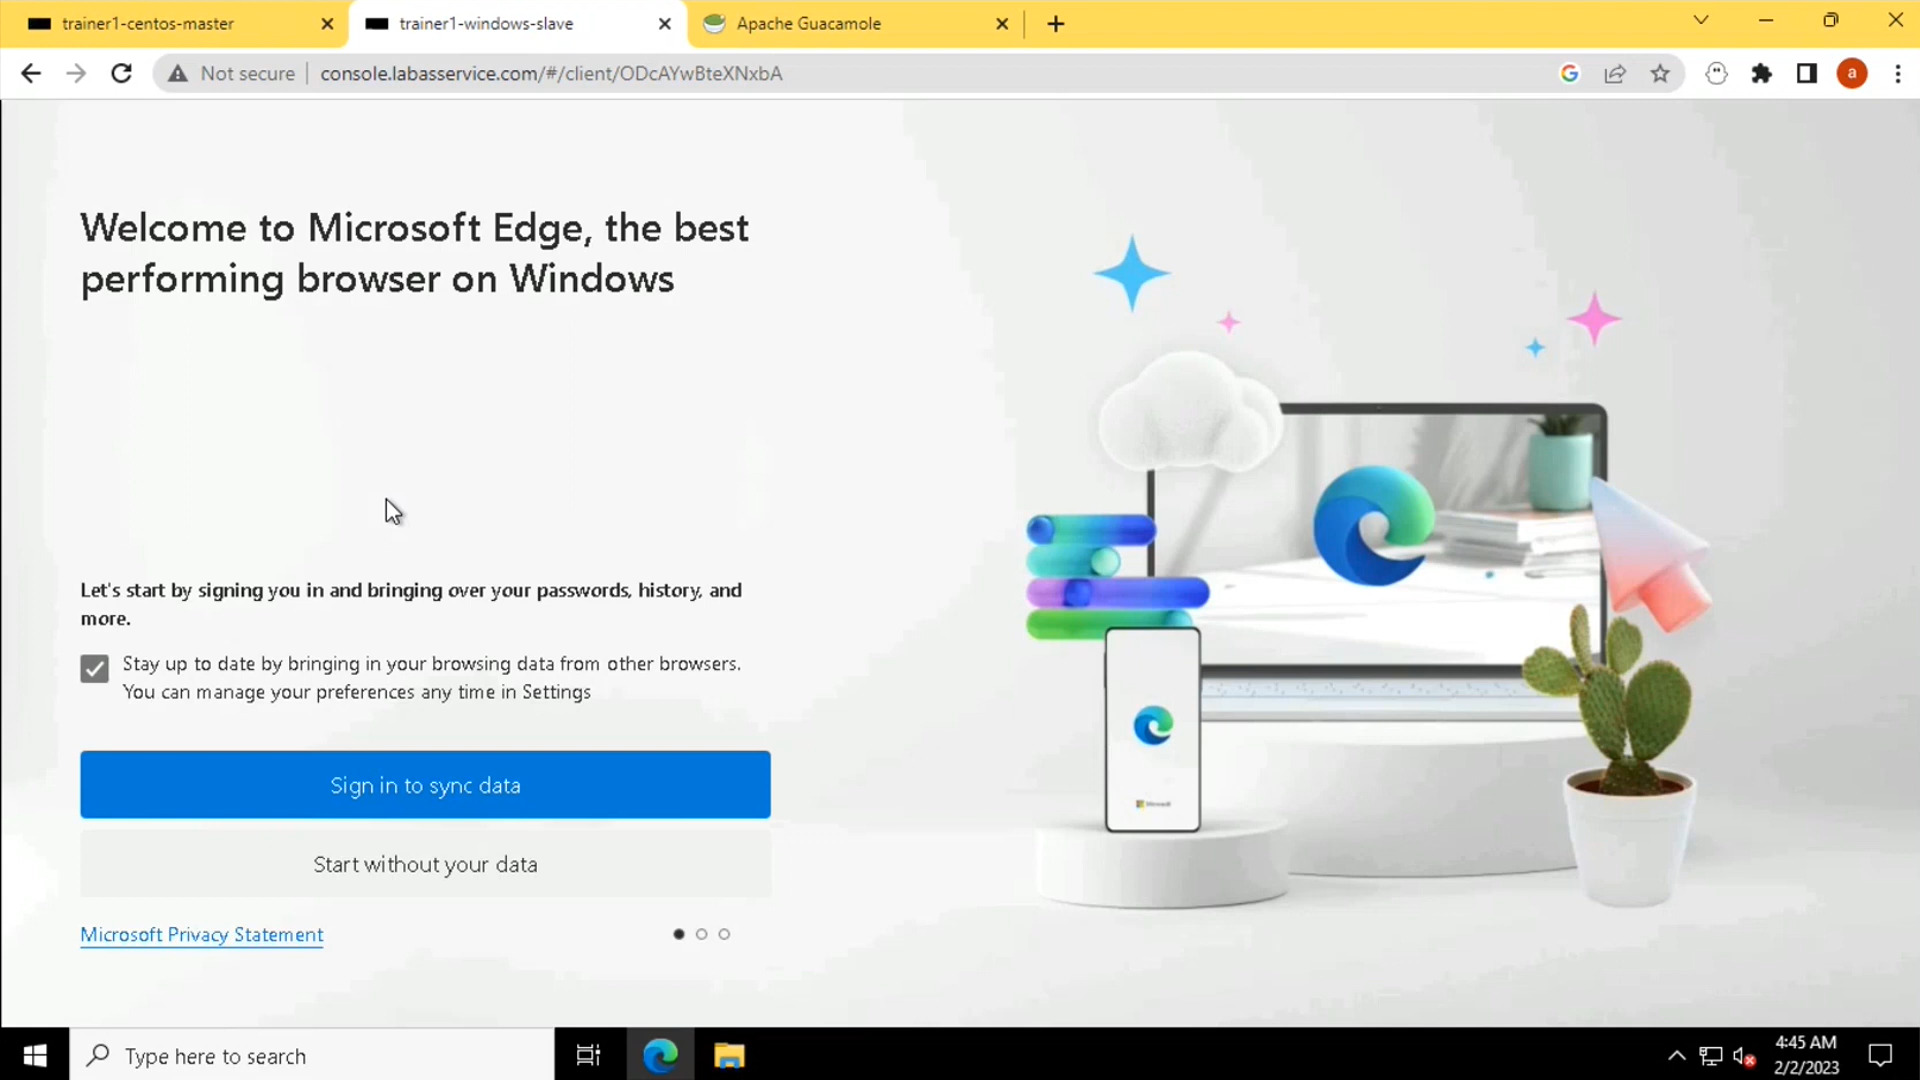 trainer1-centos-master
trainer1-windows-slave
Apache Guacamole
Not secure
console.labasservice.com/#/client/ODcAYwBteXNxbA
a
Welcome to Microsoft Edge, the best
performing browser on Windows
Let's start by signing you in and bringing over your passwords, history, and
more.
Stay up to date by bringing in your browsing data from other browsers.
You can manage your preferences any time in Settings
Sign in to sync data
Start without your data
Microsoft Privacy Statement
Microsoft
Type here to search
4:45 AM
2/2/2023